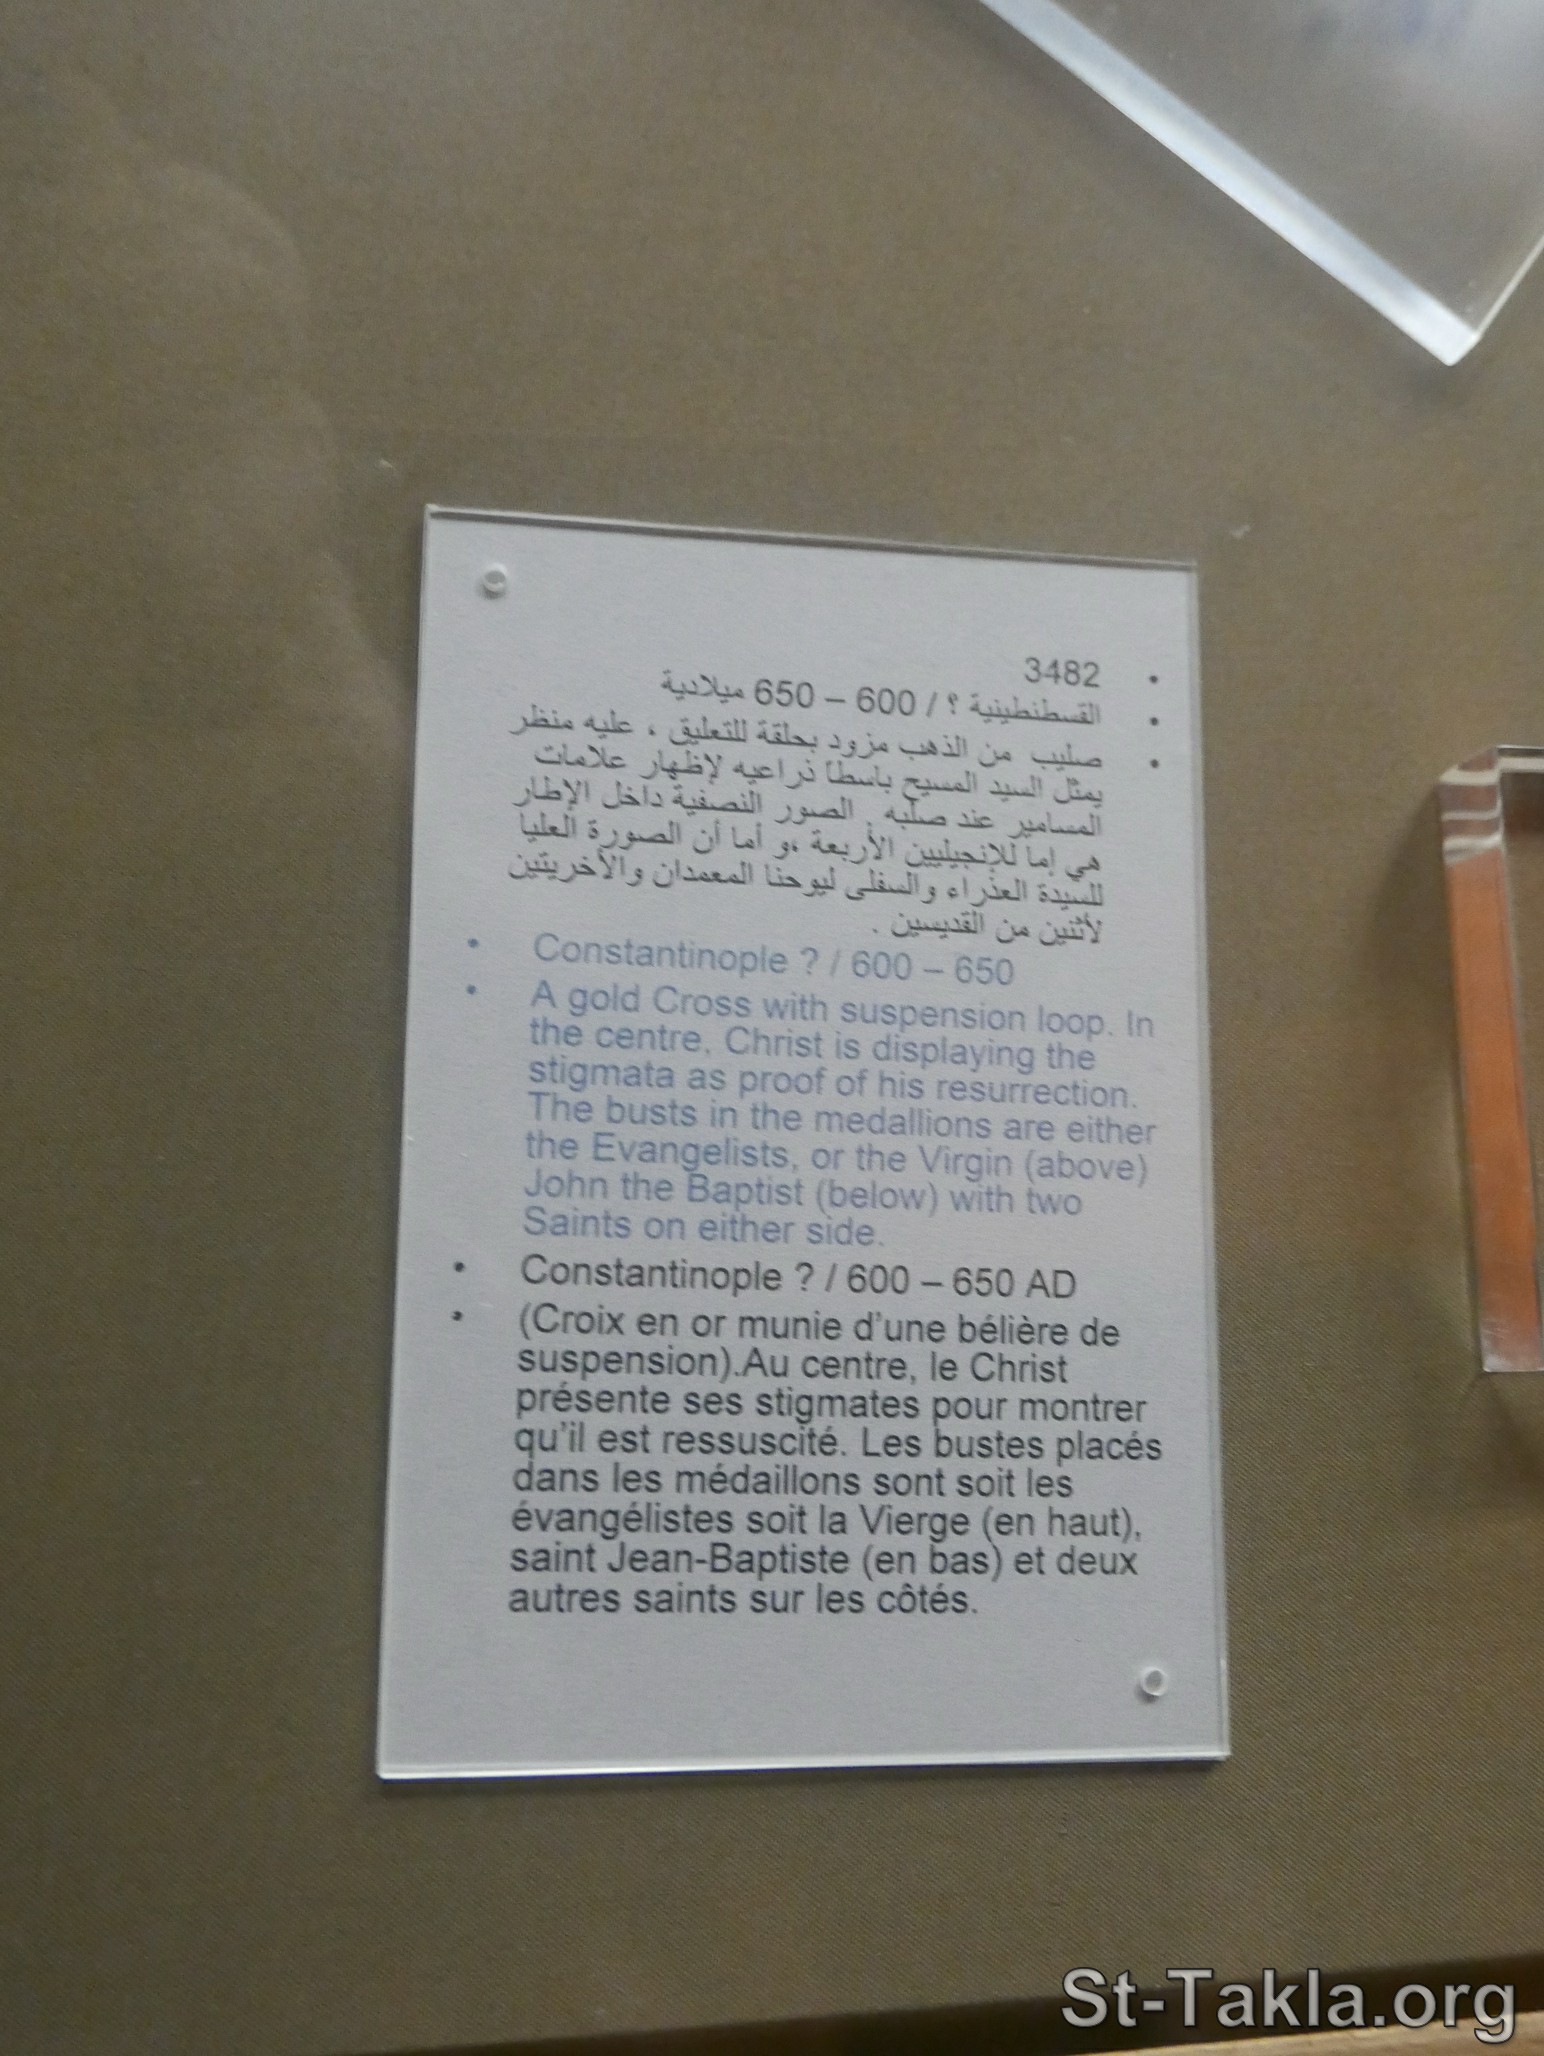 • 3482
• القسطنطينية ؟ / 600 – 650 ميلادية
• صليب من الذهب مزود بحلقة للتعليق ، عليه منظر
يمثل السيد المسيح باسطا ذراعيه لإظهار علامات
المسامير عند صلبه . الصور النصفية داخل الإطار
هي إما للإنجيليين الأربعة ،و أما أن الصورة العليا
للسيدة العذراء والسفلى ليوحنا المعمدان والأخريتين
لأثنين من القديسين .
• Constantinople ? / 600 – 650
• A gold Cross with suspension loop. In
the centre, Christ is displaying the
stigmata as proof of his resurrection.
The busts in the medallions are either
the Evangelists, or the Virgin (above)
John the Baptist (below) with two
Saints on either side.
• Constantinople ? / 600 – 650 AD
• (Croix en or munie d'une bélière de
suspension).Au centre, le Christ
présente ses stigmates pour montrer
qu'il est ressuscité. Les bustes placés
dans les médaillons sont soit les
évangélistes soit la Vierge (en haut),
saint Jean-Baptiste (en bas) et deux
autres saints sur les côtés.
St-Takla.org